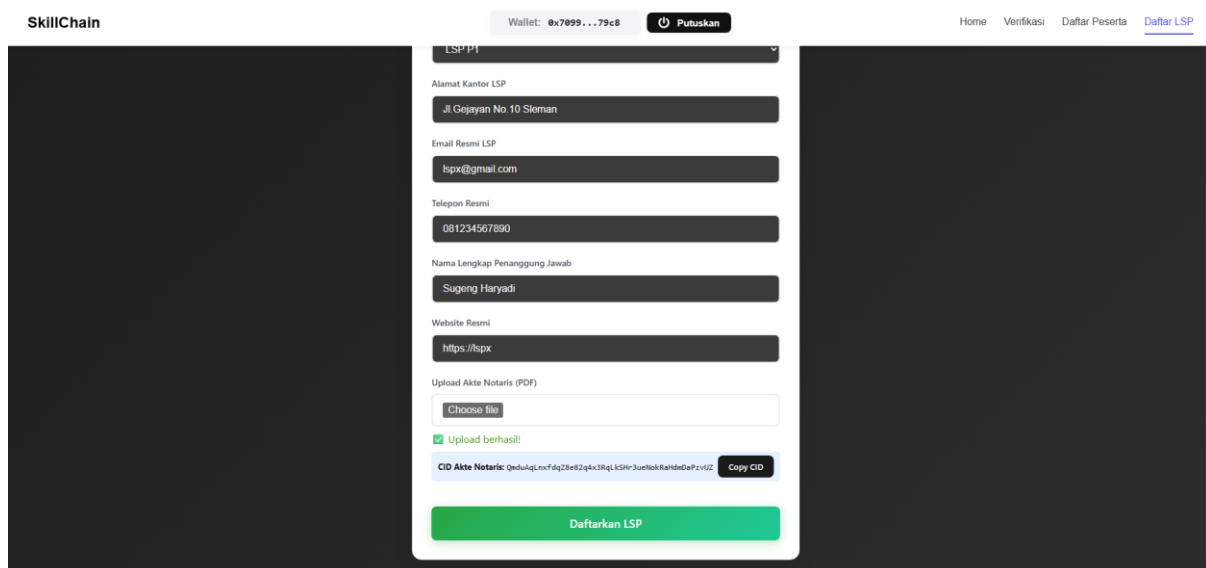 SkillChain
Wallet: 0x7099...79c8
Putuskan
Home Verifikasi Daftar Peserta Daftar LSP
LSP P1
Alamat Kantor LSP
Jl.Gejayan No.10 Sleman
Email Resmi LSP
lspx@gmail.com
Telepon Resmi
081234567890
Nama Lengkap Penanggung Jawab
Sugeng Haryadi
Website Resmi
https://lspx
Upload Akte Notaris (PDF)
Choose file
Upload berhasil!
CID Akte Notaris: QmduAqLnxfdqZ8e82q4x3RqLkSHr3ueNokRaHdmDaPzvUZ
Copy CID
Daftarkan LSP